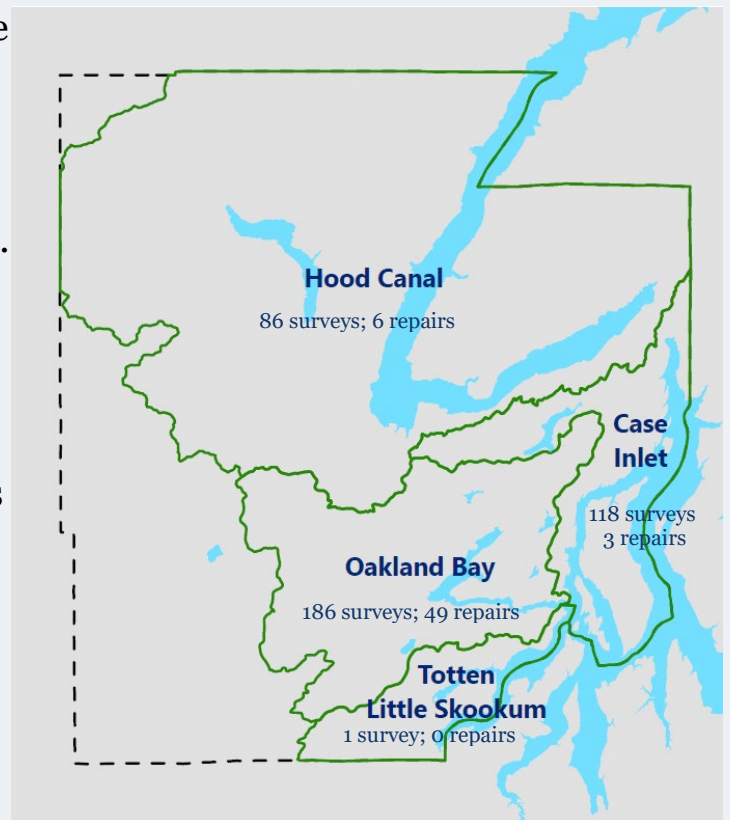 e
.
s
Hood Canal
86 surveys; 6 repairs
Case
Inlet
118 surveys
3 repairs
Oakland Bay
186 surveys; 49 repairs
Totten
Little Skookum
1 survey; 0 repairs